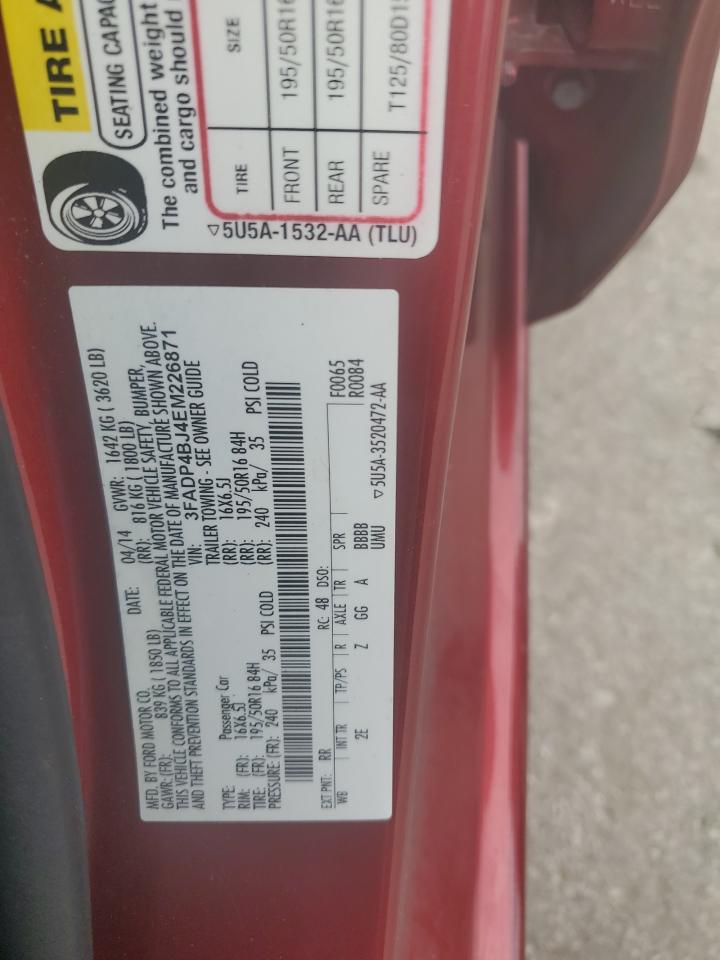 TIRE A
SEATING CAPAC
The combined weight
and cargo should
TIRE SIZE
FRONT 195/50R16
REAR 195/50R16
SPARE T125/80D15
▽5U5A-1532-AA (TLU)
MFD. BY FORD MOTOR CO. DATE: 04/14 GVWR: 1642 KG ( 3620 LB)
GAWR: (FR): 839 KG ( 1850 LB) (RR): 816 KG ( 1800 LB)
THIS VEHICLE CONFORMS TO ALL APPLICABLE FEDERAL MOTOR VEHICLE SAFETY, BUMPER,
AND THEFT PREVENTION STANDARDS IN EFFECT ON THE DATE OF MANUFACTURE SHOWN ABOVE.
VIN: 3FADP4BJ4EM226871
TYPE: Passenger Car TRAILER TOWING - SEE OWNER GUIDE
RIM: (FR): 16X6.5J (RR): 16X6.5J
TIRE: (FR): 195/50R16 84H (RR): 195/50R16 84H
PRESSURE: (FR): 240 kPa/ 35 PSI COLD (RR): 240 kPa/ 35 PSI COLD
EXT PNT: RR RC: 48 DSO: F0065
WB INT TR TP/PS R AXLE TR SPR R0084
2E Z GG A BBBB
UMU
▽5U5A-3520472-AA